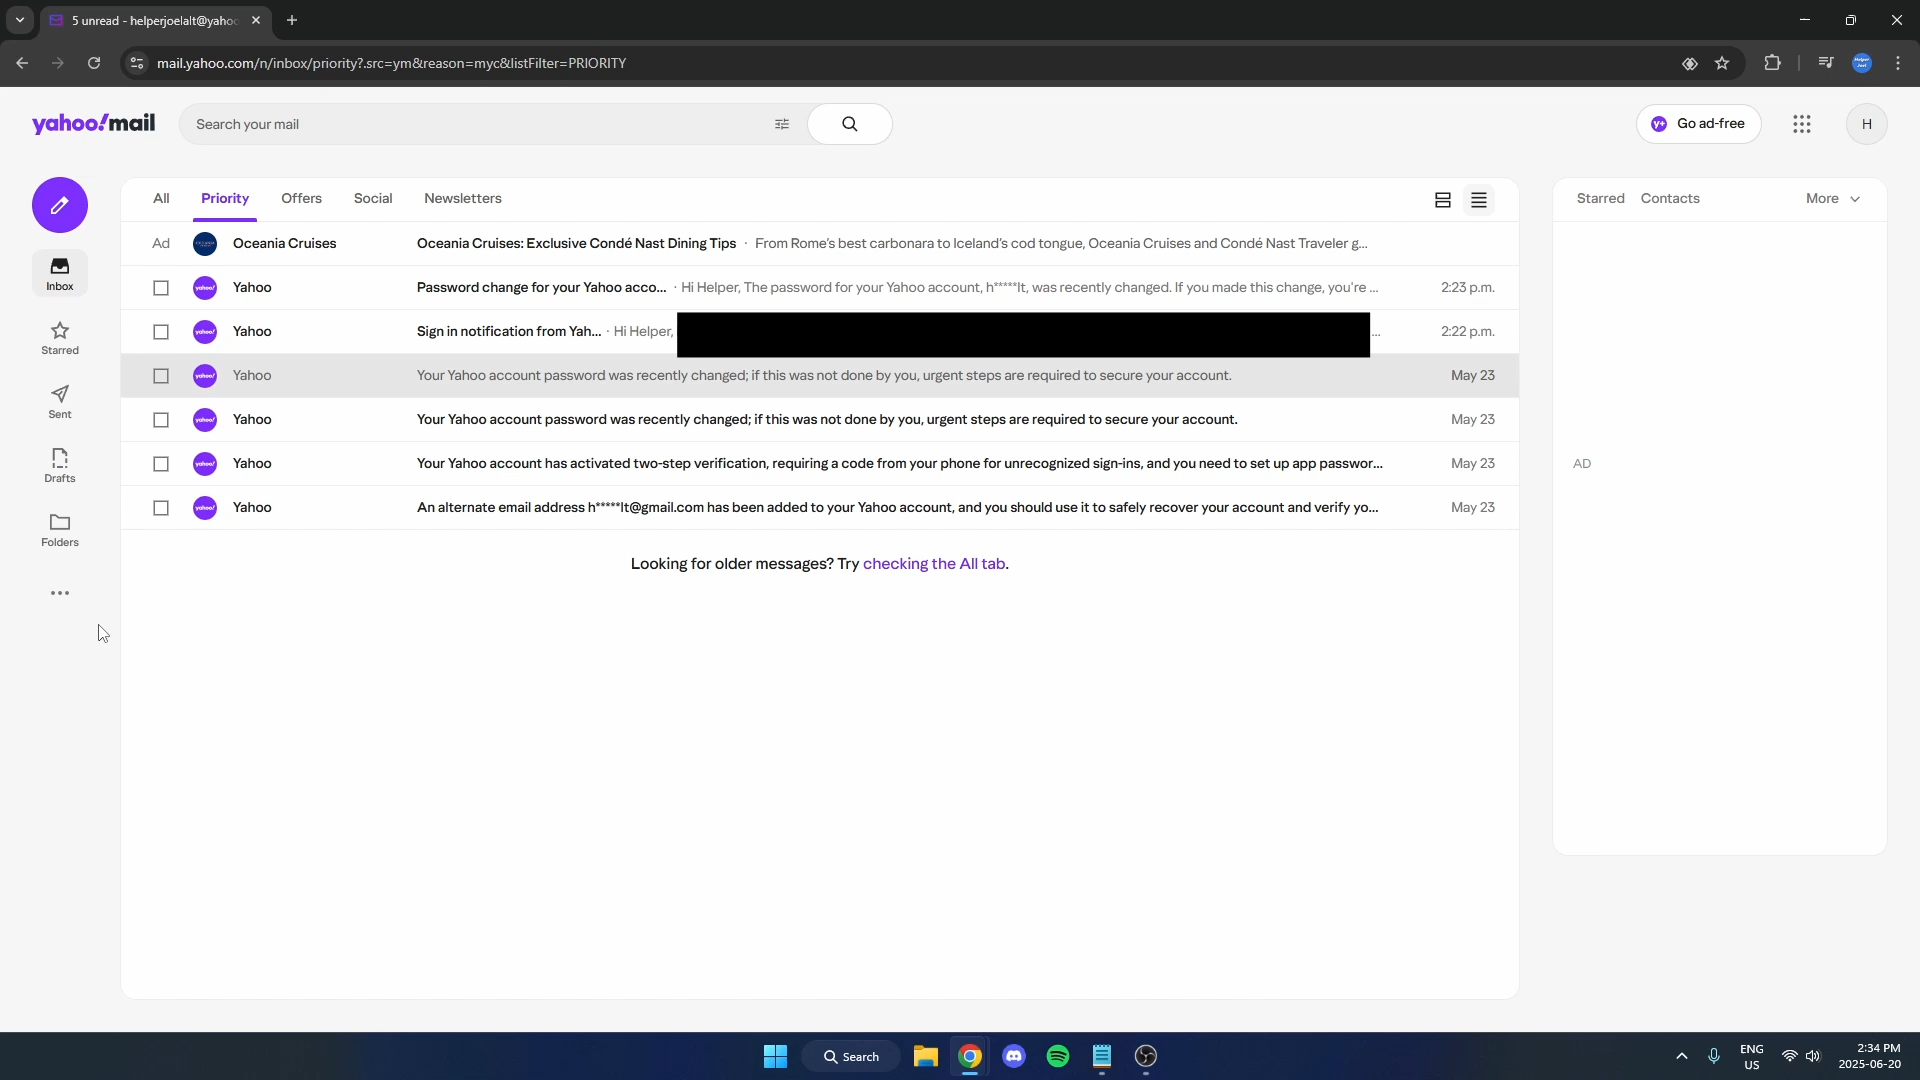 5 unread - helperjoelalt@yahoo
mail.yahoo.com/n/inbox/priority?.src=ym&reason=myc&listFilter=PRIORITY
yahoo!mail
Search your mail
y+ Go ad-free
H
All Priority Offers Social Newsletters
Starred Contacts More
Ad Oceania Cruises Oceania Cruises: Exclusive Condé Nast Dining Tips · From Rome's best carbonara to Iceland's cod tongue, Oceania Cruises and Condé Nast Traveler g...
Inbox
yahoo! Yahoo Password change for your Yahoo acco... · Hi Helper, The password for your Yahoo account, h*****lt, was recently changed. If you made this change, you're ... 2:23 p.m.
yahoo! Yahoo Sign in notification from Yah... · Hi Helper, ... 2:22 p.m.
Starred
yahoo! Yahoo Your Yahoo account password was recently changed; if this was not done by you, urgent steps are required to secure your account. May 23
Sent
yahoo! Yahoo Your Yahoo account password was recently changed; if this was not done by you, urgent steps are required to secure your account. May 23
yahoo! Yahoo Your Yahoo account has activated two-step verification, requiring a code from your phone for unrecognized sign-ins, and you need to set up app passwor... May 23
AD
Drafts
yahoo! Yahoo An alternate email address h*****lt@gmail.com has been added to your Yahoo account, and you should use it to safely recover your account and verify yo... May 23
Folders
Looking for older messages? Try checking the All tab.
Search
ENG
US
2:34 PM
2025-06-20